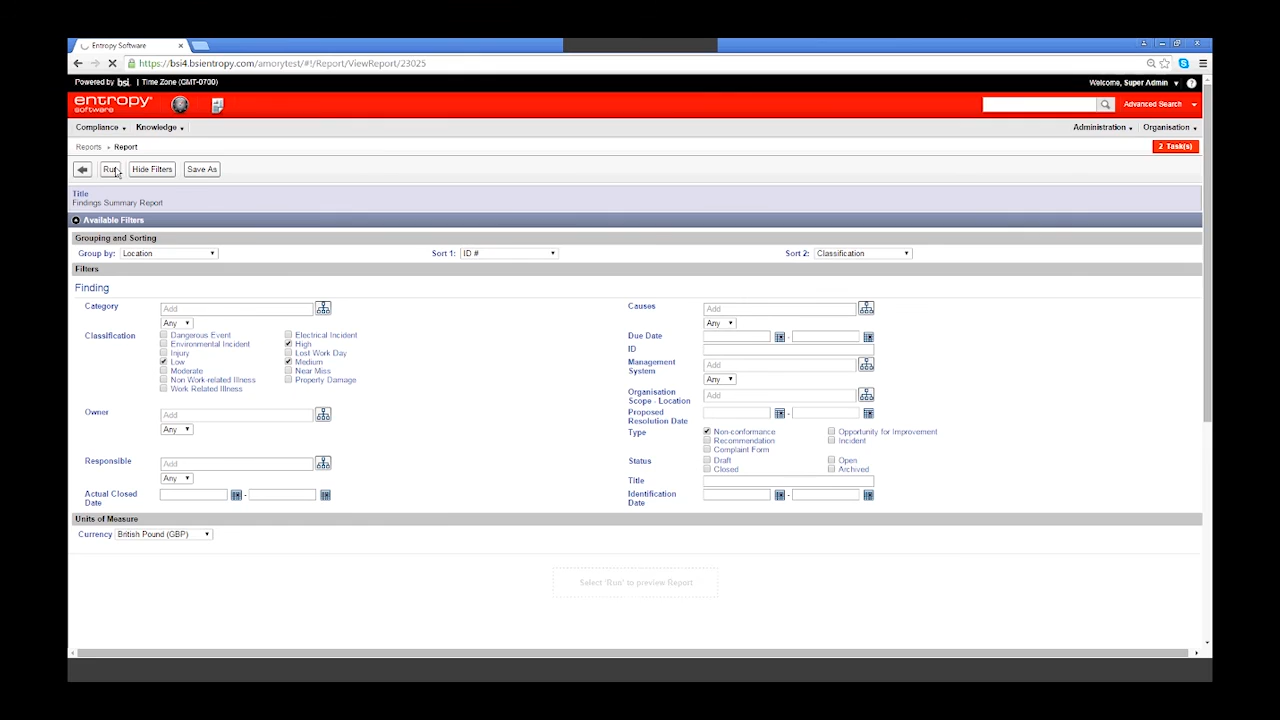 Entropy Software
https://bsi4.bsientropy.com/amorytest/#!/Report/ViewReport/23025
Powered by bsi. | Time Zone (GMT-0700) Welcome, Super Admin
entropy software Advanced Search
Compliance Knowledge Administration Organisation
Reports Report 2 Task(s)
Run Hide Filters Save As
Title
Findings Summary Report
Available Filters
Grouping and Sorting
Group by: Location Sort 1: ID # Sort 2: Classification
Filters
Finding
Category Add
Any
Classification
Dangerous Event Electrical Incident
Environmental Incident High
Injury Lost Work Day
Low Medium
Moderate Near Miss
Non Work-related Illness Property Damage
Work Related Illness
Owner Add
Any
Responsible Add
Any
Actual Closed Date -
Causes Add
Any
Due Date -
ID
Management System Add
Any
Organisation Scope - Location Add
Proposed Resolution Date -
Type
Non-conformance Opportunity for Improvement
Recommendation Incident
Complaint Form
Status
Draft Open
Closed Archived
Title
Identification Date -
Units of Measure
Currency British Pound (GBP)
Select 'Run' to preview Report